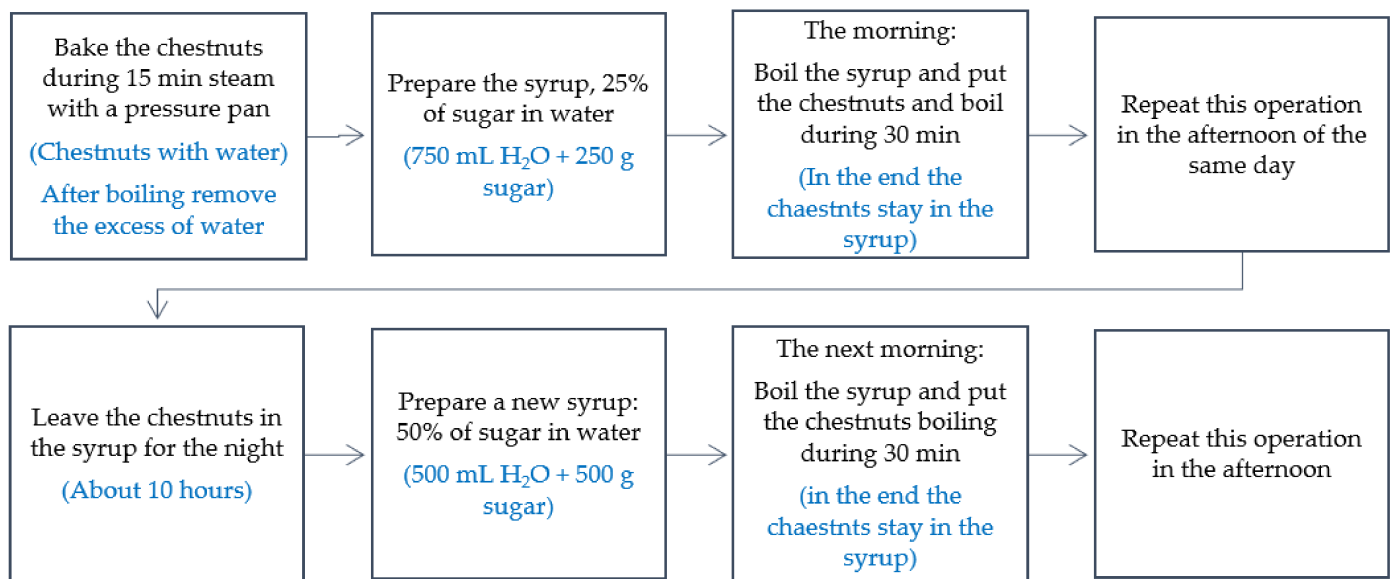 Bake the chestnuts
during 15 min steam
with a pressure pan
(Chestnuts with water)
After boiling remove
the excess of water
Prepare the syrup, 25%
of sugar in water
(750 mL H₂O + 250 g
sugar)
The morning:
Boil the syrup and put
the chestnuts and boil
during 30 min
(In the end the
chaestnts stay in the
syrup)
Repeat this operation
in the afternoon of the
same day
Leave the chestnuts in
the syrup for the night
(About 10 hours)
Prepare a new syrup:
50% of sugar in water
(500 mL H₂O + 500 g
sugar)
The next morning:
Boil the syrup and put
the chestnuts boiling
during 30 min
(in the end the
chaestnts stay in the
syrup)
Repeat this operation
in the afternoon